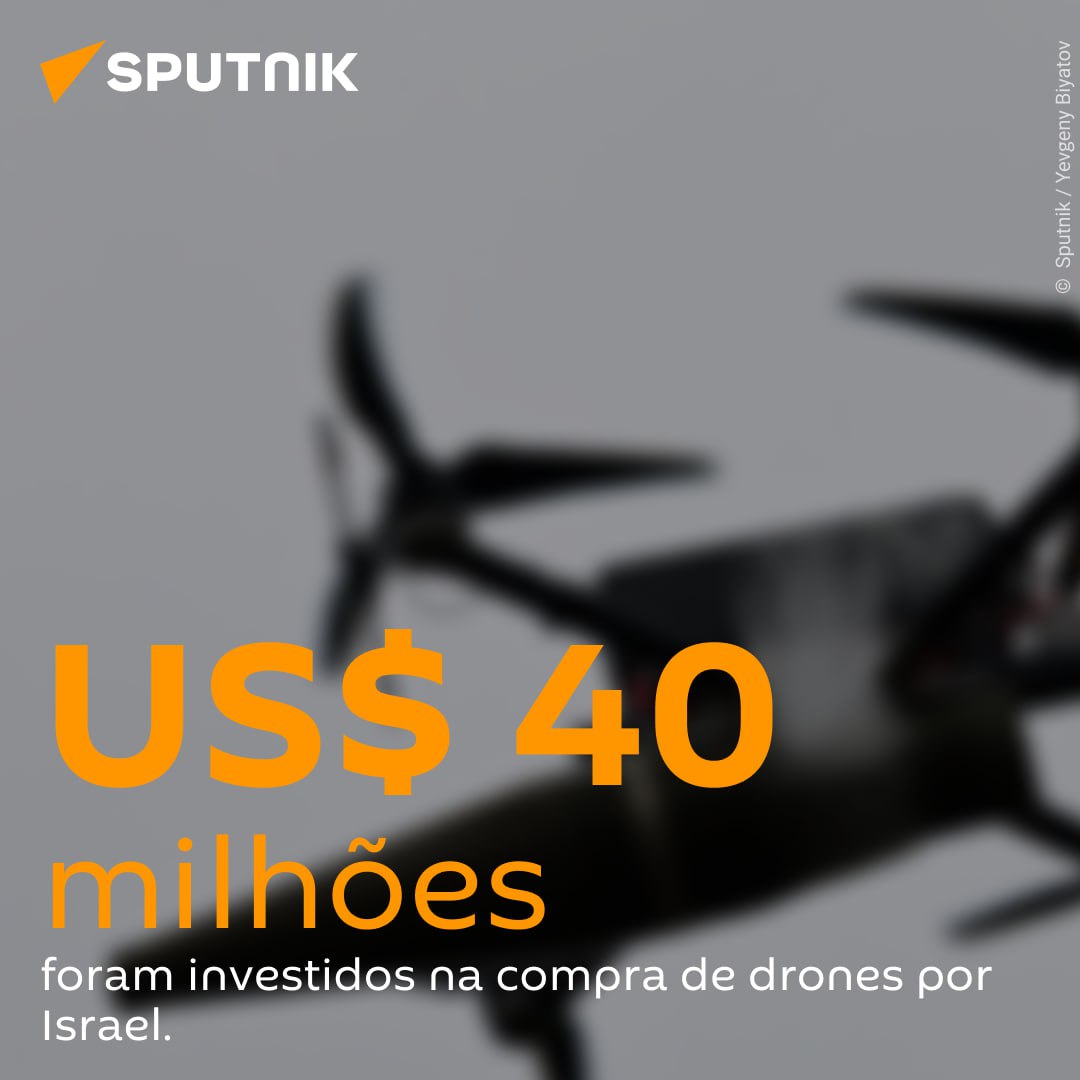 SPUTNIK
© Sputnik / Yevgeny Biyatov
US$ 40
milhões
foram investidos na compra de drones por
Israel.